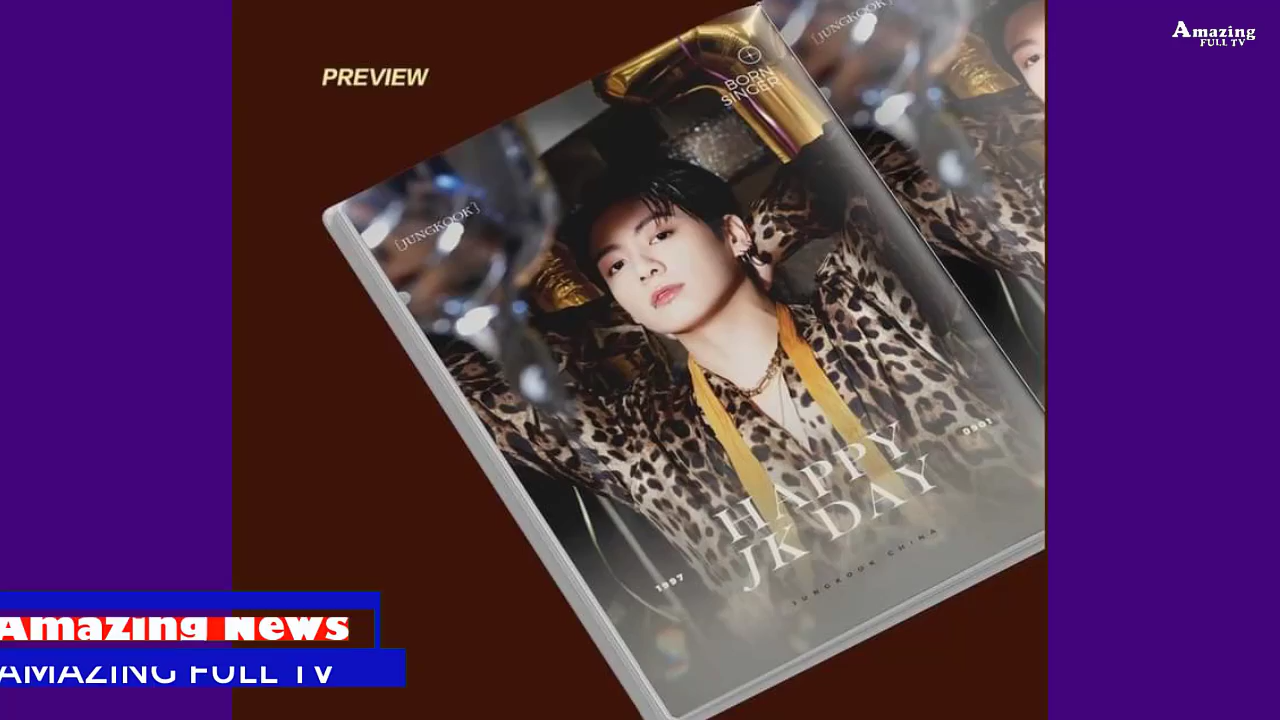 Amazing
FULL TV
PREVIEW
[JUNGKOOK]
BORN
SINGER
[JUNGKOOK]
HAPPY
JK DAY
0901
1997
JUNGKOOK CHINA
Amazing News
AMAZING FULL TV